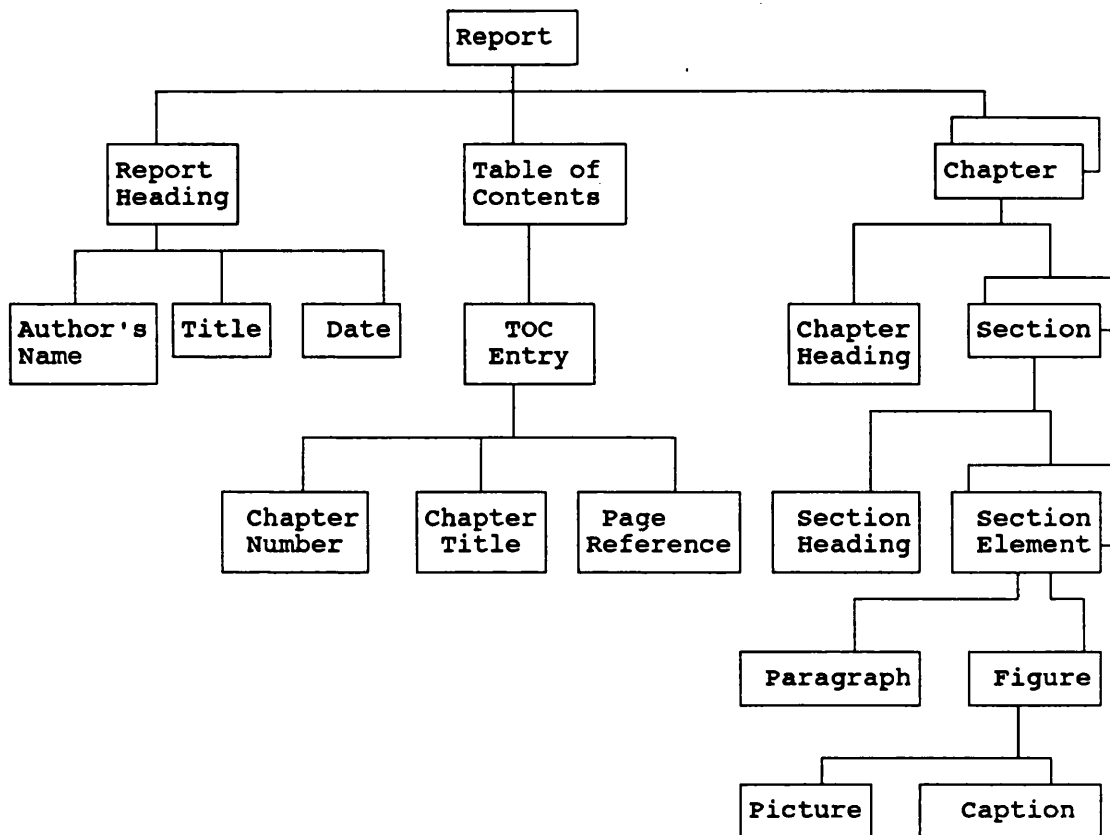 Report
Report
Heading
Table of
Contents
Chapter
Author's
Name
Title
Date
TOC
Entry
Chapter
Heading
Section
Chapter
Number
Chapter
Title
Page
Reference
Section
Heading
Section
Element
Paragraph
Figure
Picture
Caption